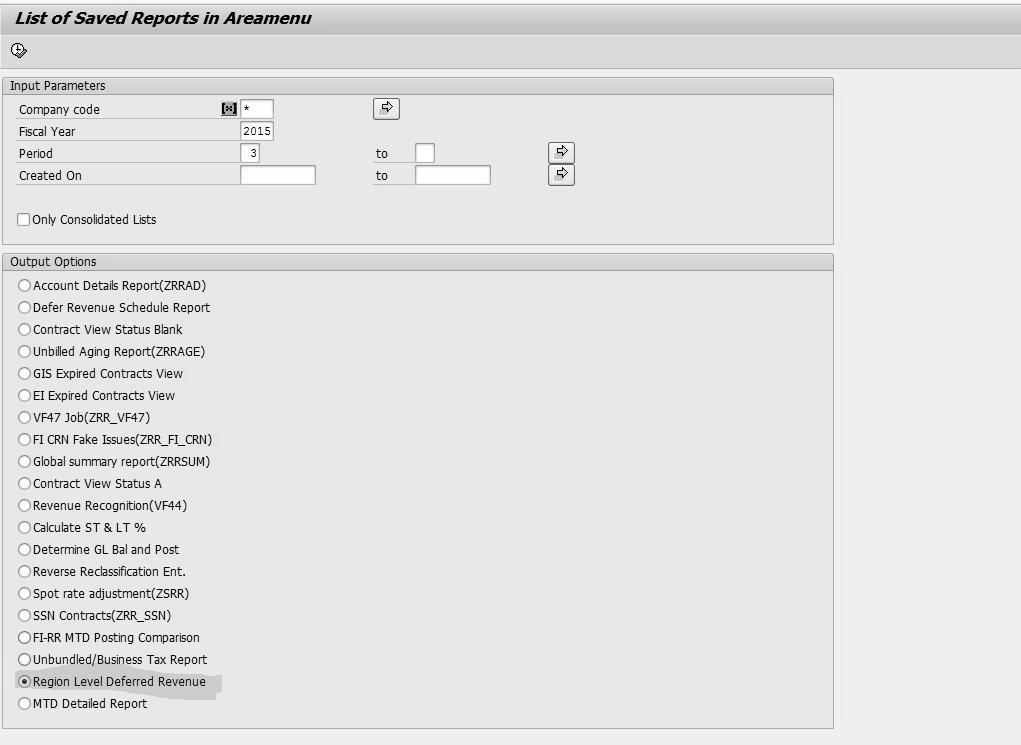 List of Saved Reports in Areamenu
Input Parameters
Company code *
Fiscal Year 2015
Period 3 to
Created On to
Only Consolidated Lists
Output Options
Account Details Report(ZRRAD)
Defer Revenue Schedule Report
Contract View Status Blank
Unbilled Aging Report(ZRRAGE)
GIS Expired Contracts View
EI Expired Contracts View
VF47 Job(ZRR_VF47)
FI CRN Fake Issues(ZRR_FI_CRN)
Global summary report(ZRRSUM)
Contract View Status A
Revenue Recognition(VF44)
Calculate ST & LT %
Determine GL Bal and Post
Reverse Reclassification Ent.
Spot rate adjustment(ZSRR)
SSN Contracts(ZRR_SSN)
FI-RR MTD Posting Comparison
Unbundled/Business Tax Report
Region Level Deferred Revenue
MTD Detailed Report